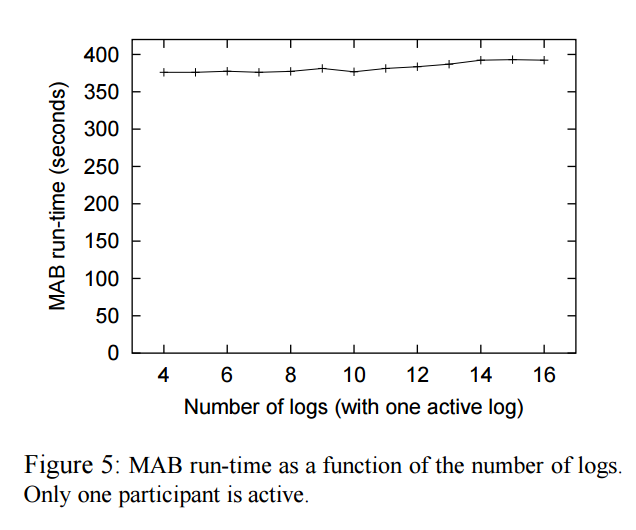 400
350
300
250
200
150
100
50
0
MAB run-time (seconds)
4 6 8 10 12 14 16
Number of logs (with one active log)
Figure 5: MAB run-time as a function of the number of logs.
Only one participant is active.